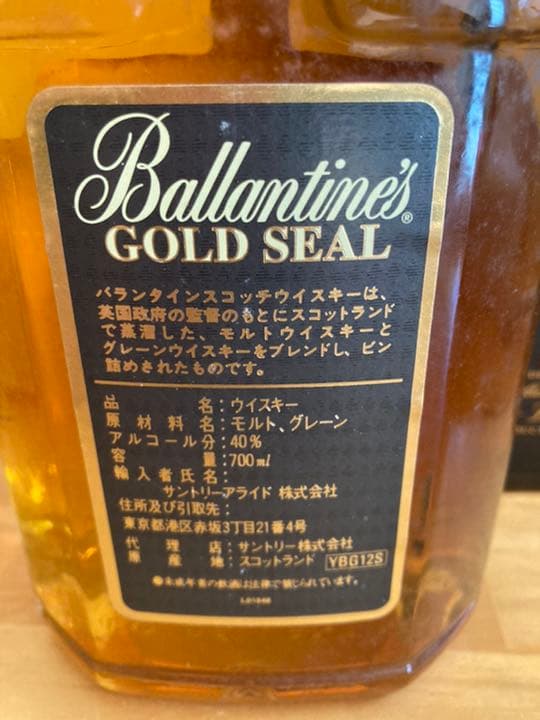 Ballantine's®
GOLD SEAL
バランタインスコッチウイスキーは、
英国政府の監督のもとにスコットランド
で蒸溜した、モルトウイスキーと
グレーンウイスキーをブレンドし、ビン
詰めされたものです。
品名:ウイスキー
原材料名:モルト、グレーン
アルコール分:40%
容量:700ml
輸入者氏名:
サントリーアライド 株式会社
住所及び引取先:
東京都港区赤坂3丁目21番4号
代理店:サントリー株式会社
原産地:スコットランド YBG12S
●未成年者の飲酒は法律で禁じられています。